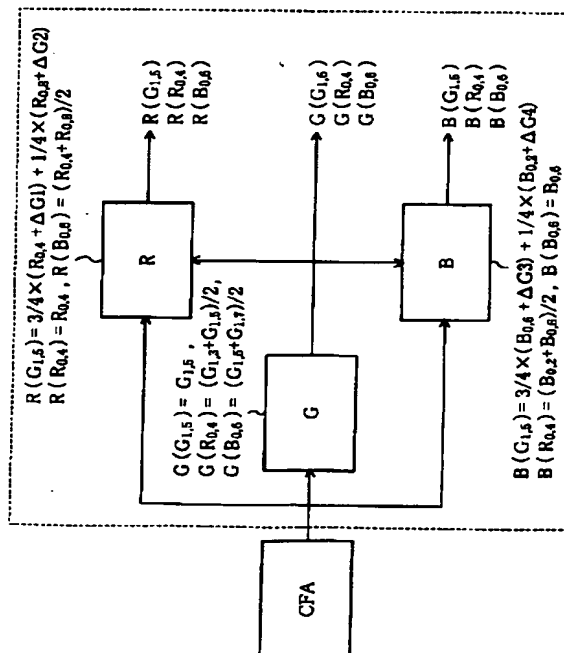 R(G1,5)=3/4×(R0,4+ΔG1)+1/4×(R0,8+ΔG2)
R(R0,4)=R0,4 , R(B0,6)=(R0,4+R0,8)/2
R
R(G1,5)
R(R0,4)
R(B0,6)
G(G1,5)=G1,5 ,
G(R0,4)=(G1,3+G1,5)/2,
G(B0,6)=(G1,5+G1,7)/2
CFA
G
G(G1,5)
G(R0,4)
G(B0,6)
B
B(G1,5)
B(R0,4)
B(B0,6)
B(G1,5)=3/4×(B0,6+ΔG3)+1/4×(B0,2+ΔG4)
B(R0,4)=(B0,2+B0,6)/2 , B(B0,6)=B0,6